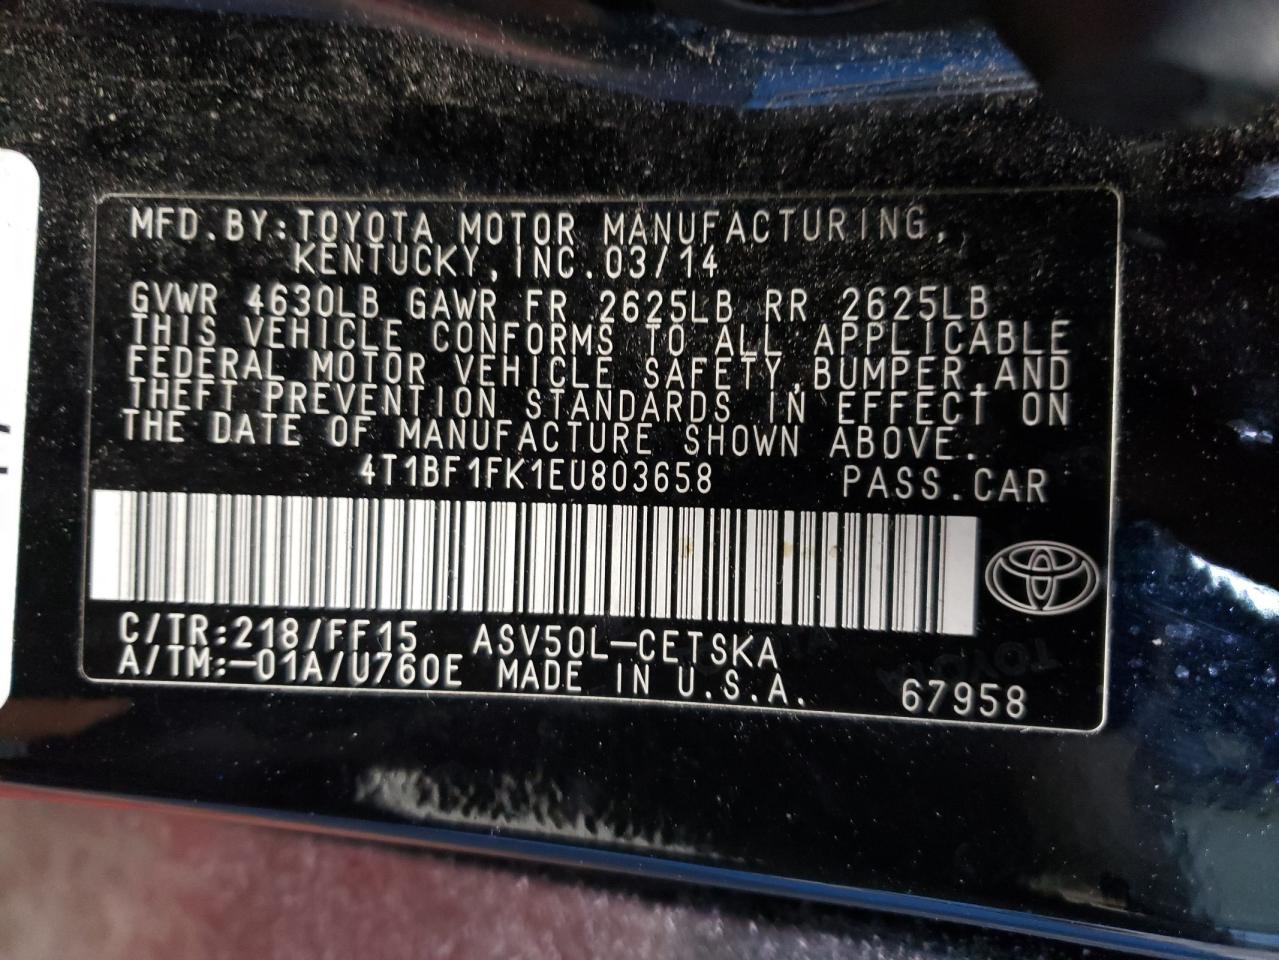 MFD.BY:TOYOTA MOTOR MANUFACTURING,
KENTUCKY,INC.03/14
GVWR 4630LB GAWR FR 2625LB RR 2625LB
THIS VEHICLE CONFORMS TO ALL APPLICABLE
FEDERAL MOTOR VEHICLE SAFETY,BUMPER,AND
THEFT PREVENTION STANDARDS IN EFFECT ON
THE DATE OF MANUFACTURE SHOWN ABOVE.
4T1BF1FK1EU803658 PASS.CAR
C/TR:218/FF15 ASV50L-CETSKA
A/TM:-01A/U760E MADE IN U.S.A.
67958
TOYOTA